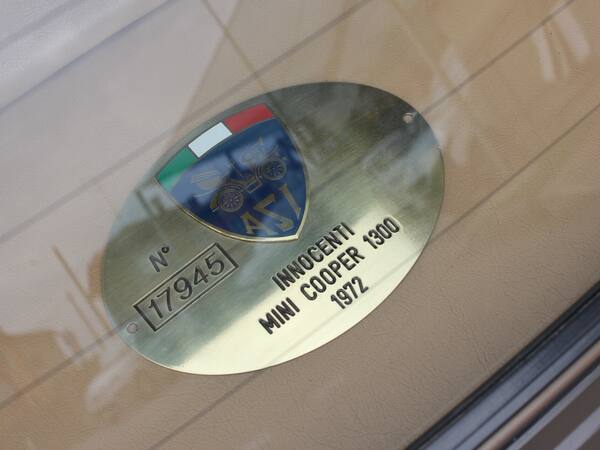 ASI
N°
17945
INNOCENTI
MINI COOPER 1300
1972